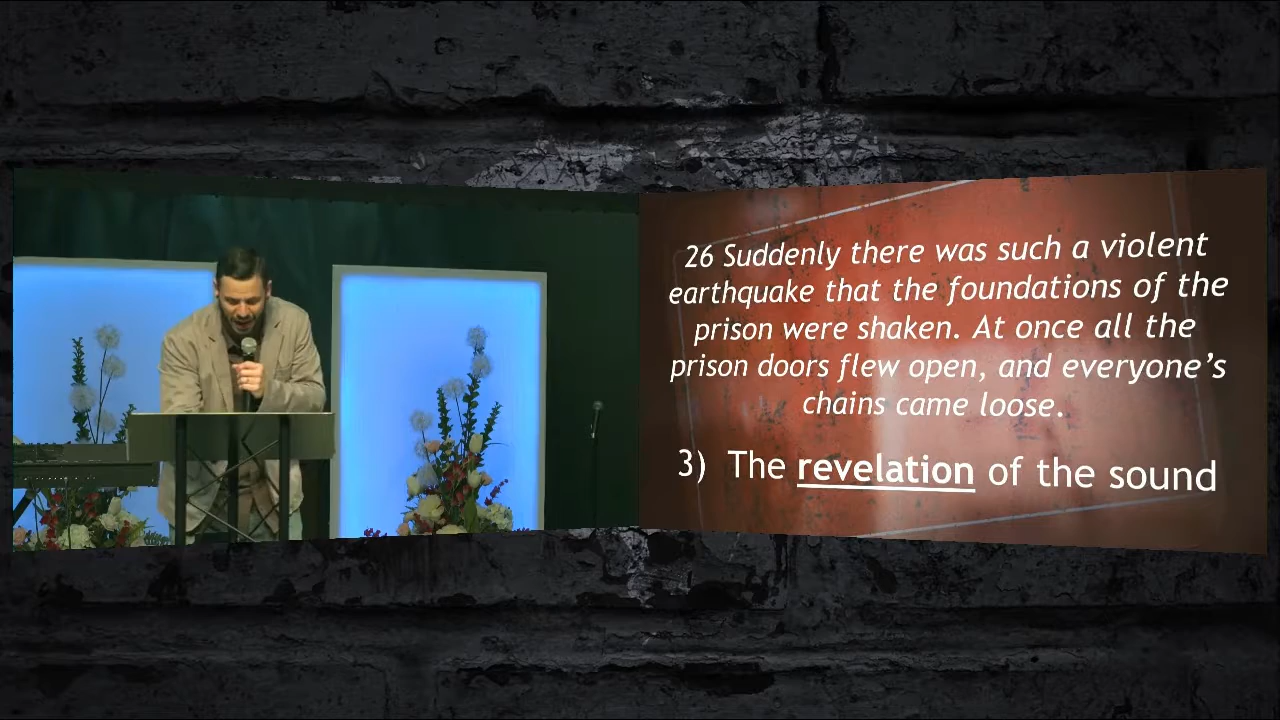 26 Suddenly there was such a violent
earthquake that the foundations of the
prison were shaken. At once all the
prison doors flew open, and everyone’s
chains came loose.
3) The revelation of the sound